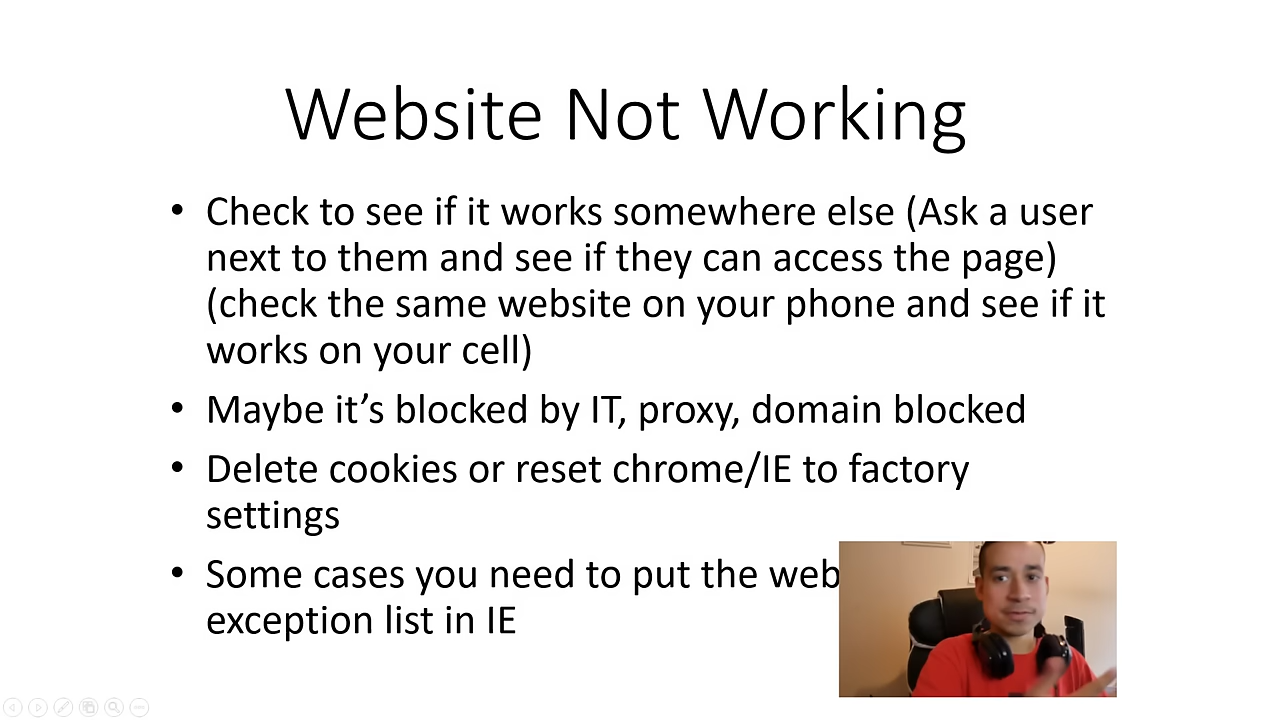 Website Not Working
• Check to see if it works somewhere else (Ask a user
next to them and see if they can access the page)
(check the same website on your phone and see if it
works on your cell)
• Maybe it’s blocked by IT, proxy, domain blocked
• Delete cookies or reset chrome/IE to factory
settings
• Some cases you need to put the web
exception list in IE